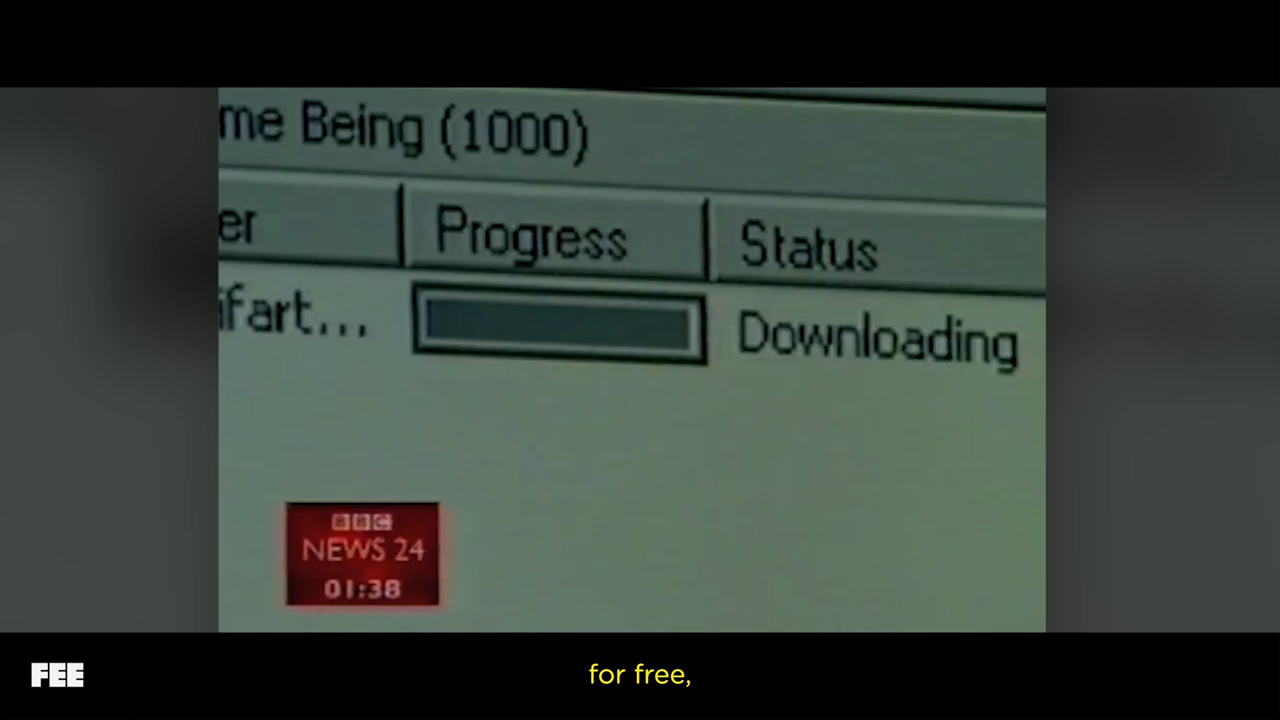 me Being (1000)
er Progress Status
ifart... Downloading
BBC
NEWS 24
01:38
FEE for free,